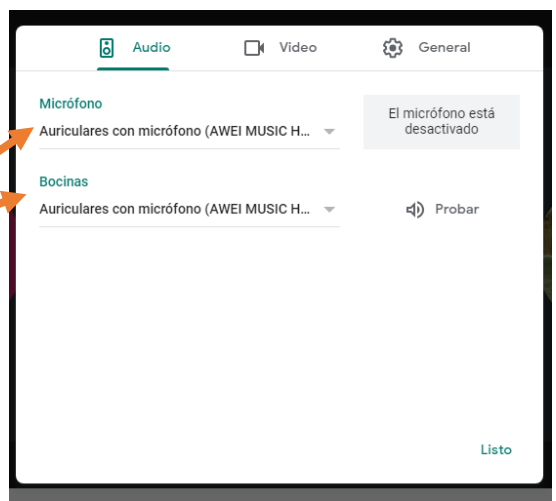 Audio Video General
Micrófono
Auriculares con micrófono (AWEI MUSIC H...
El micrófono está
desactivado
Bocinas
Auriculares con micrófono (AWEI MUSIC H...
Probar
Listo